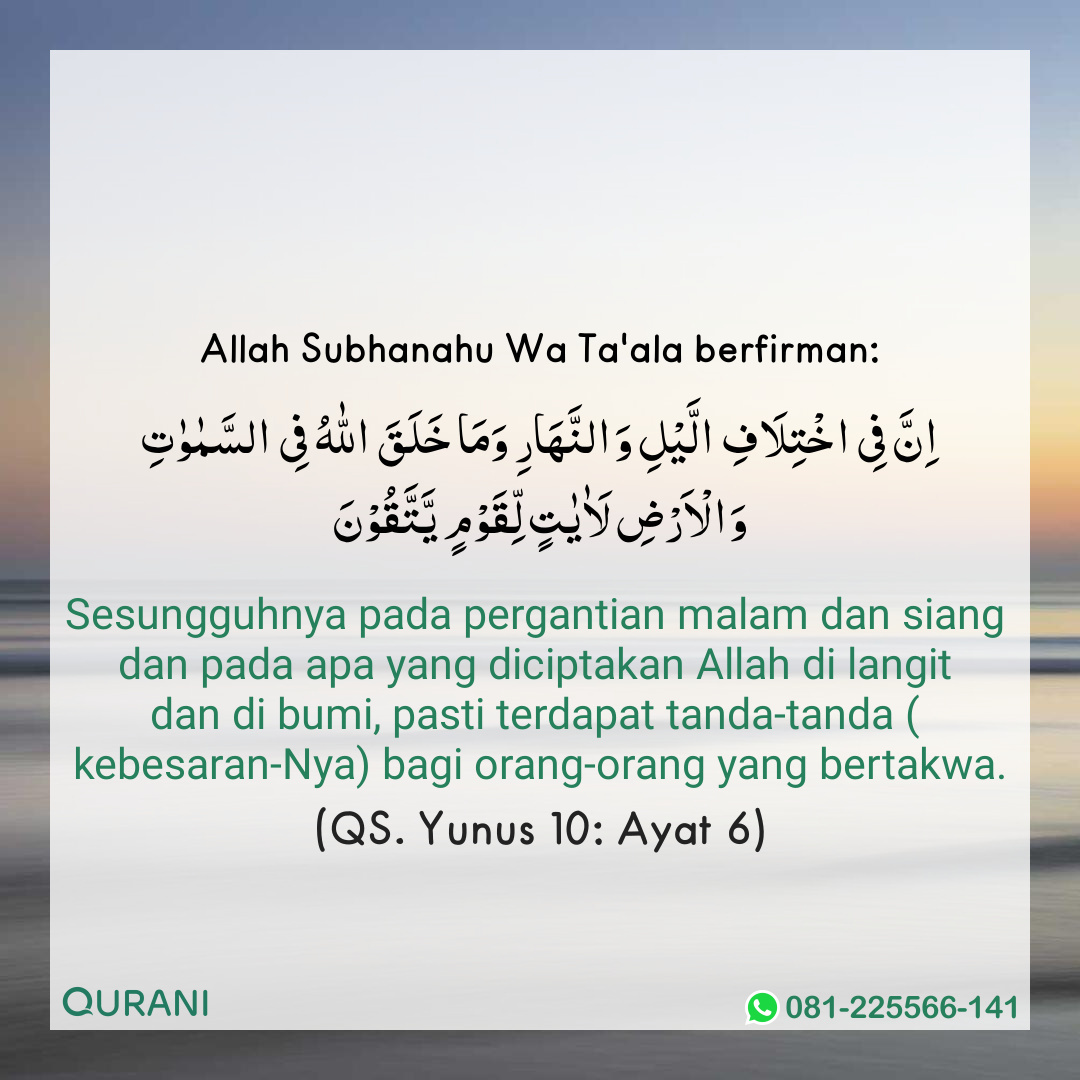 Allah Subhanahu Wa Ta'ala berfirman:
اِنَّ فِى اخْتِلَافِ الَّيْلِ وَالنَّهَارِ وَمَا خَلَقَ اللّٰهُ فِى السَّمٰوٰتِ
وَالْاَرْضِ لَاٰيٰتٍ لِّقَوْمٍ يَّتَّقُوْنَ
Sesungguhnya pada pergantian malam dan siang
dan pada apa yang diciptakan Allah di langit
dan di bumi, pasti terdapat tanda-tanda (
kebesaran-Nya) bagi orang-orang yang bertakwa.
(QS. Yunus 10: Ayat 6)
QURANI
081-225566-141